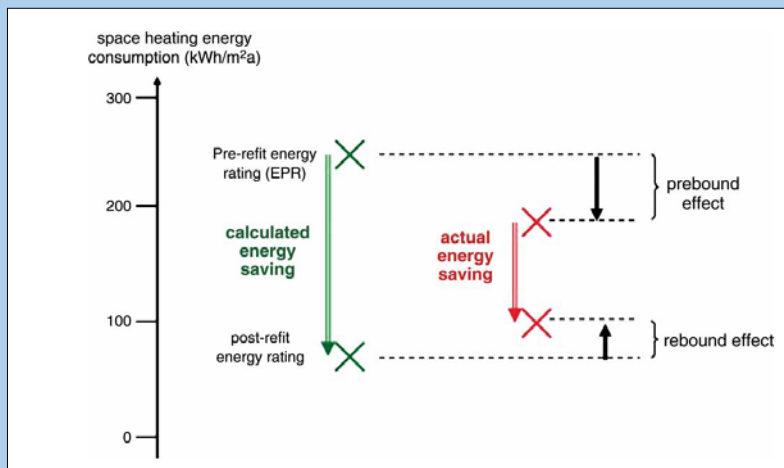 space heating energy
consumption (kWh/m²a)
300
Pre-refit energy
rating (EPR)
prebound
effect
200
calculated
energy
saving
actual
energy
saving
100
post-refit
energy rating
rebound effect
0